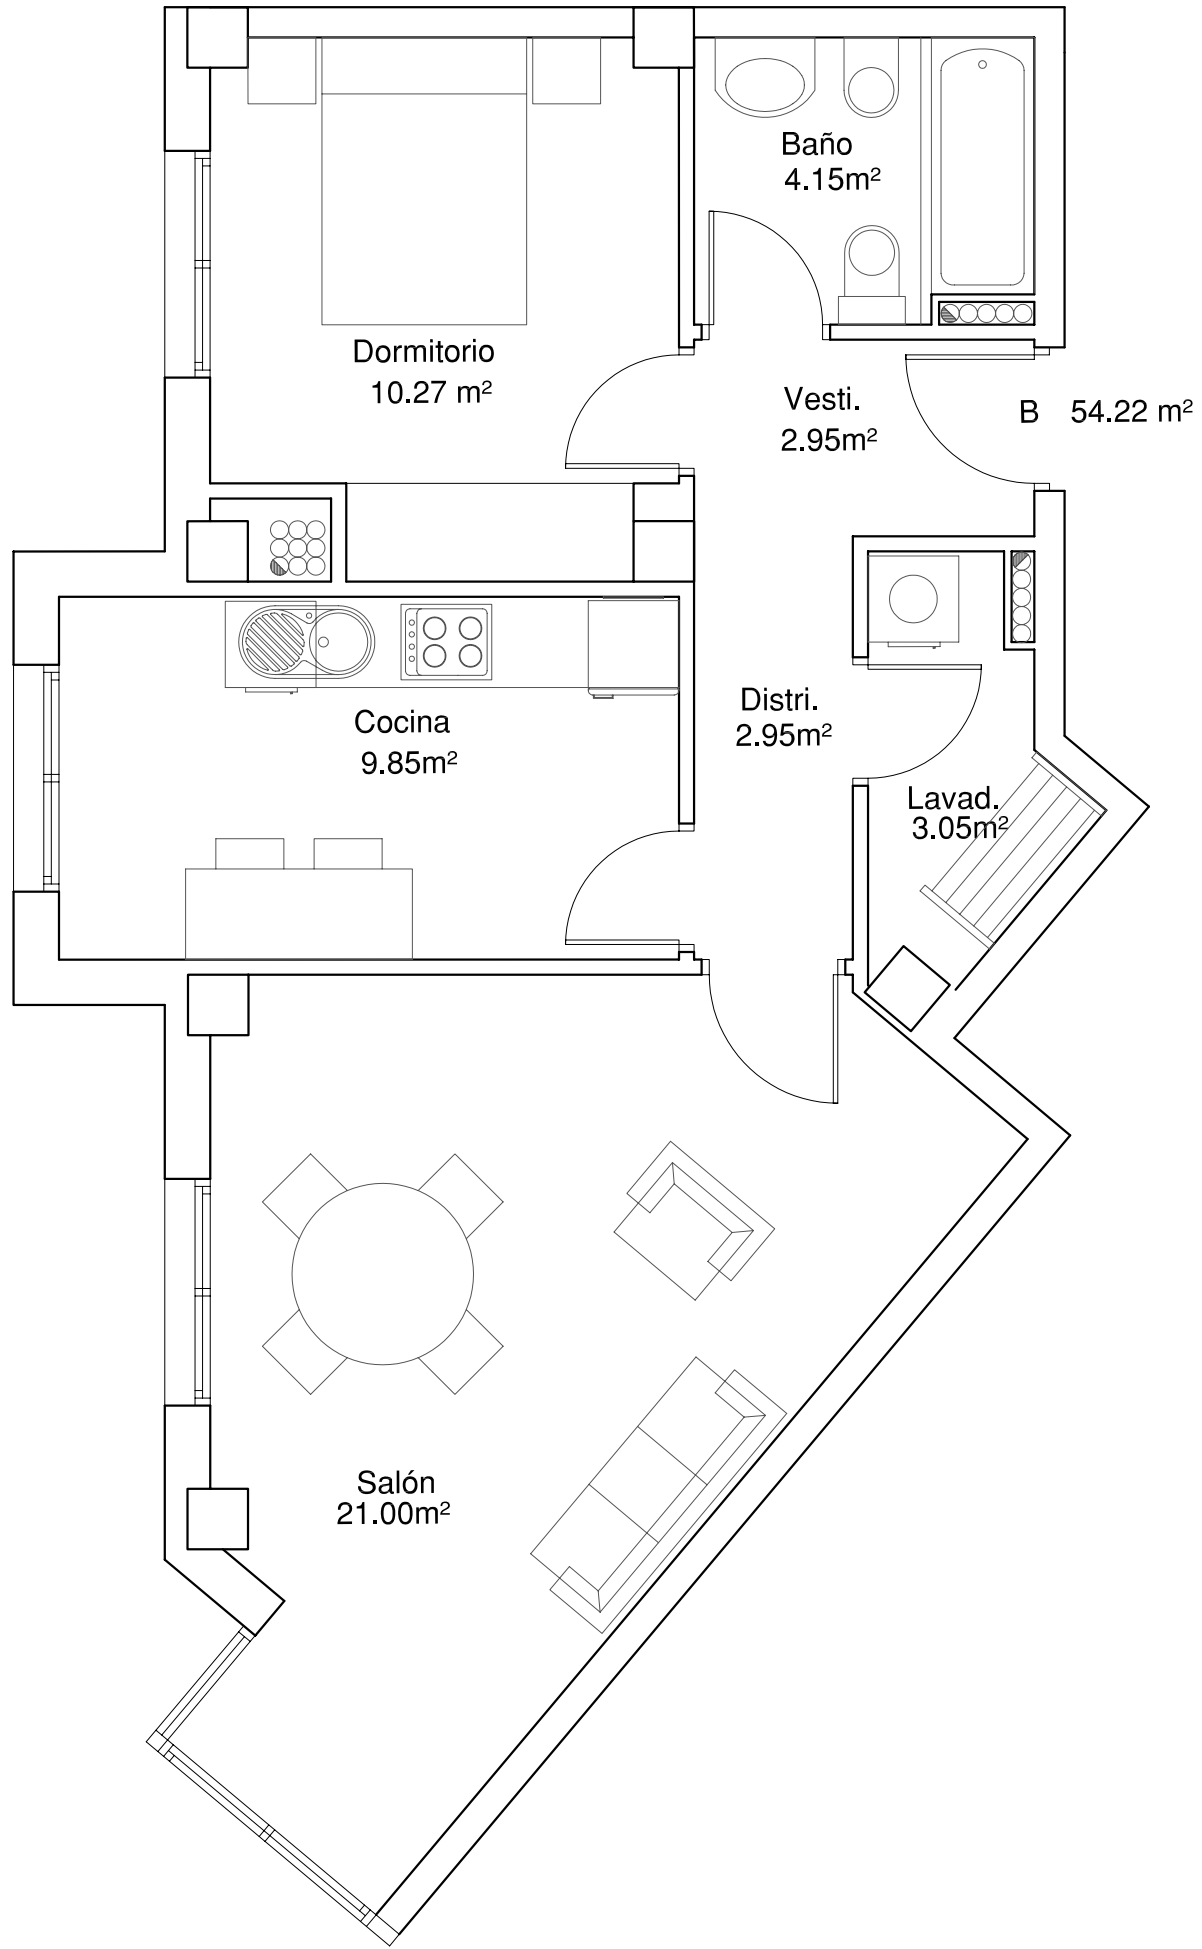 Baño
4.15m²
Dormitorio
10.27 m²
Vesti.
2.95m²
B 54.22 m²
Cocina
9.85m²
Distri.
2.95m²
Lavad.
3.05m²
Salón
21.00m²